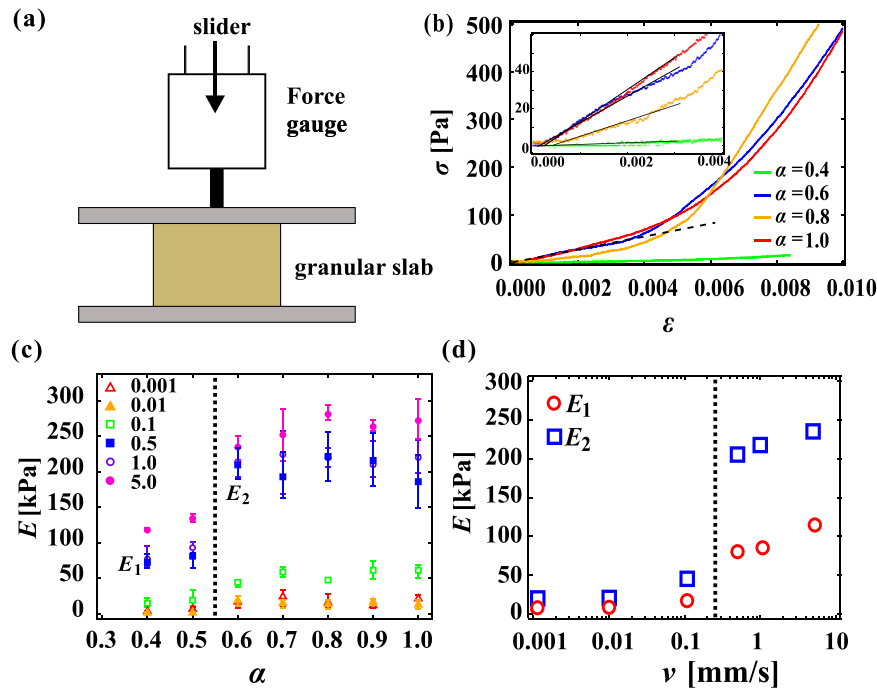 (a)
slider
Force
gauge
granular slab
(b)
500
400
300
200
100
0
σ [Pa]
40
20
0
0.000 0.002 0.004
α = 0.4
α = 0.6
α = 0.8
α = 1.0
0.000 0.002 0.004 0.006 0.008 0.010
ε
(c)
300
250
200
150
100
50
0
E [kPa]
0.001
0.01
0.1
0.5
1.0
5.0
E1
E2
0.3 0.4 0.5 0.6 0.7 0.8 0.9 1.0
α
(d)
300
250
200
150
100
50
0
E [kPa]
E1
E2
0.001 0.01 0.1 1 10
v [mm/s]